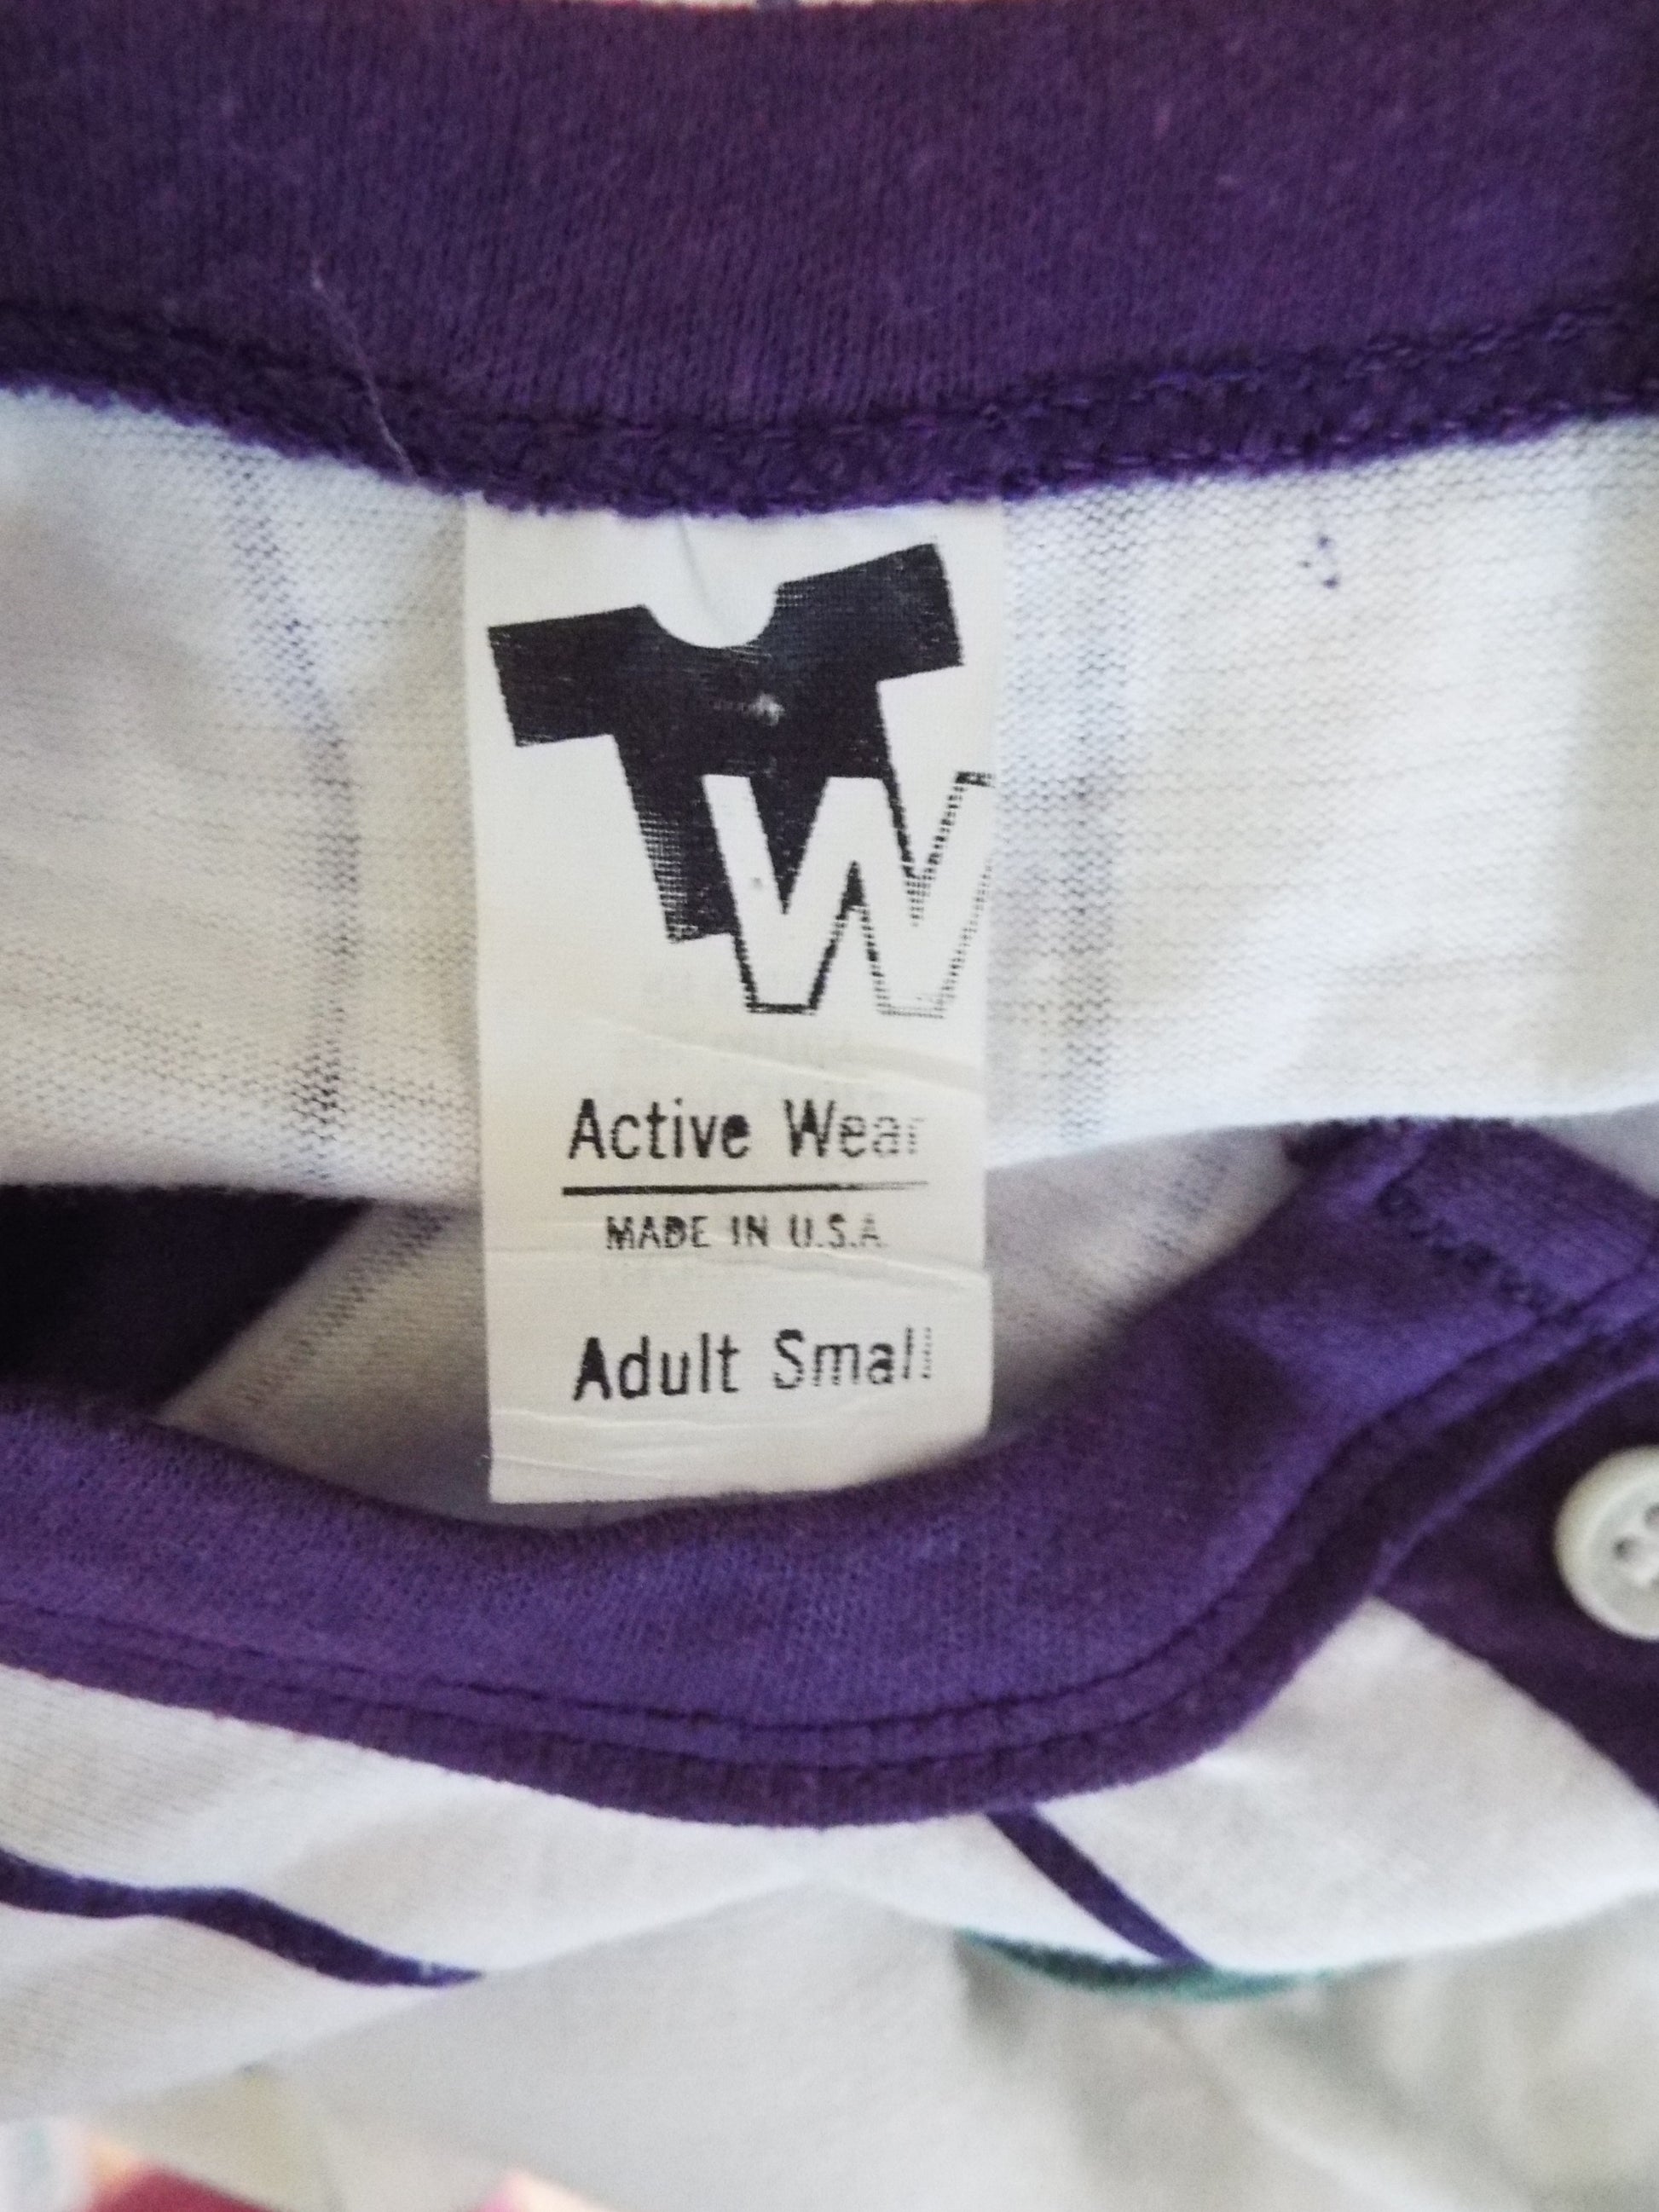 TW
Active Wear
MADE IN U.S.A.
Adult Small